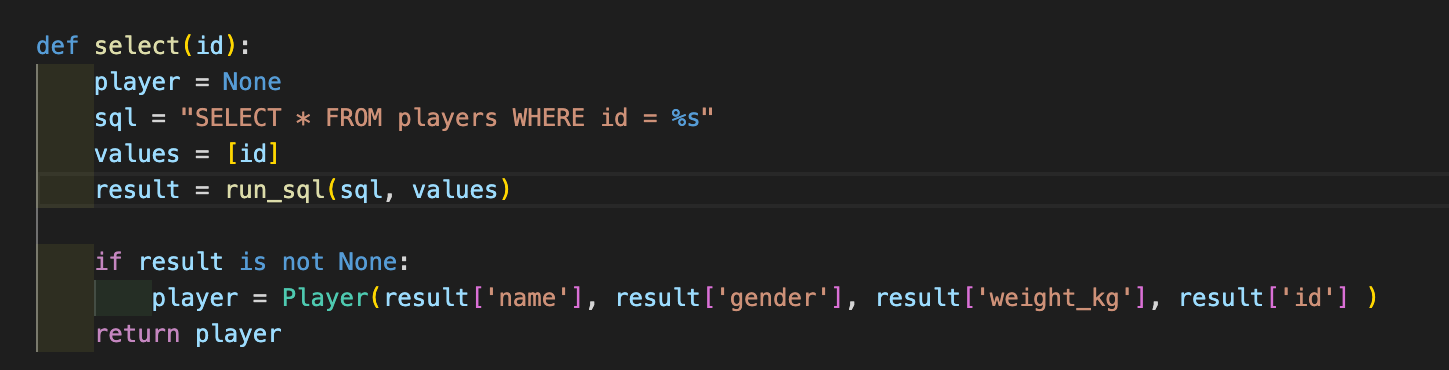 def select(id):
    player = None
    sql = "SELECT * FROM players WHERE id = %s"
    values = [id]
    result = run_sql(sql, values)

    if result is not None:
        player = Player(result['name'], result['gender'], result['weight_kg'], result['id'] )
    return player